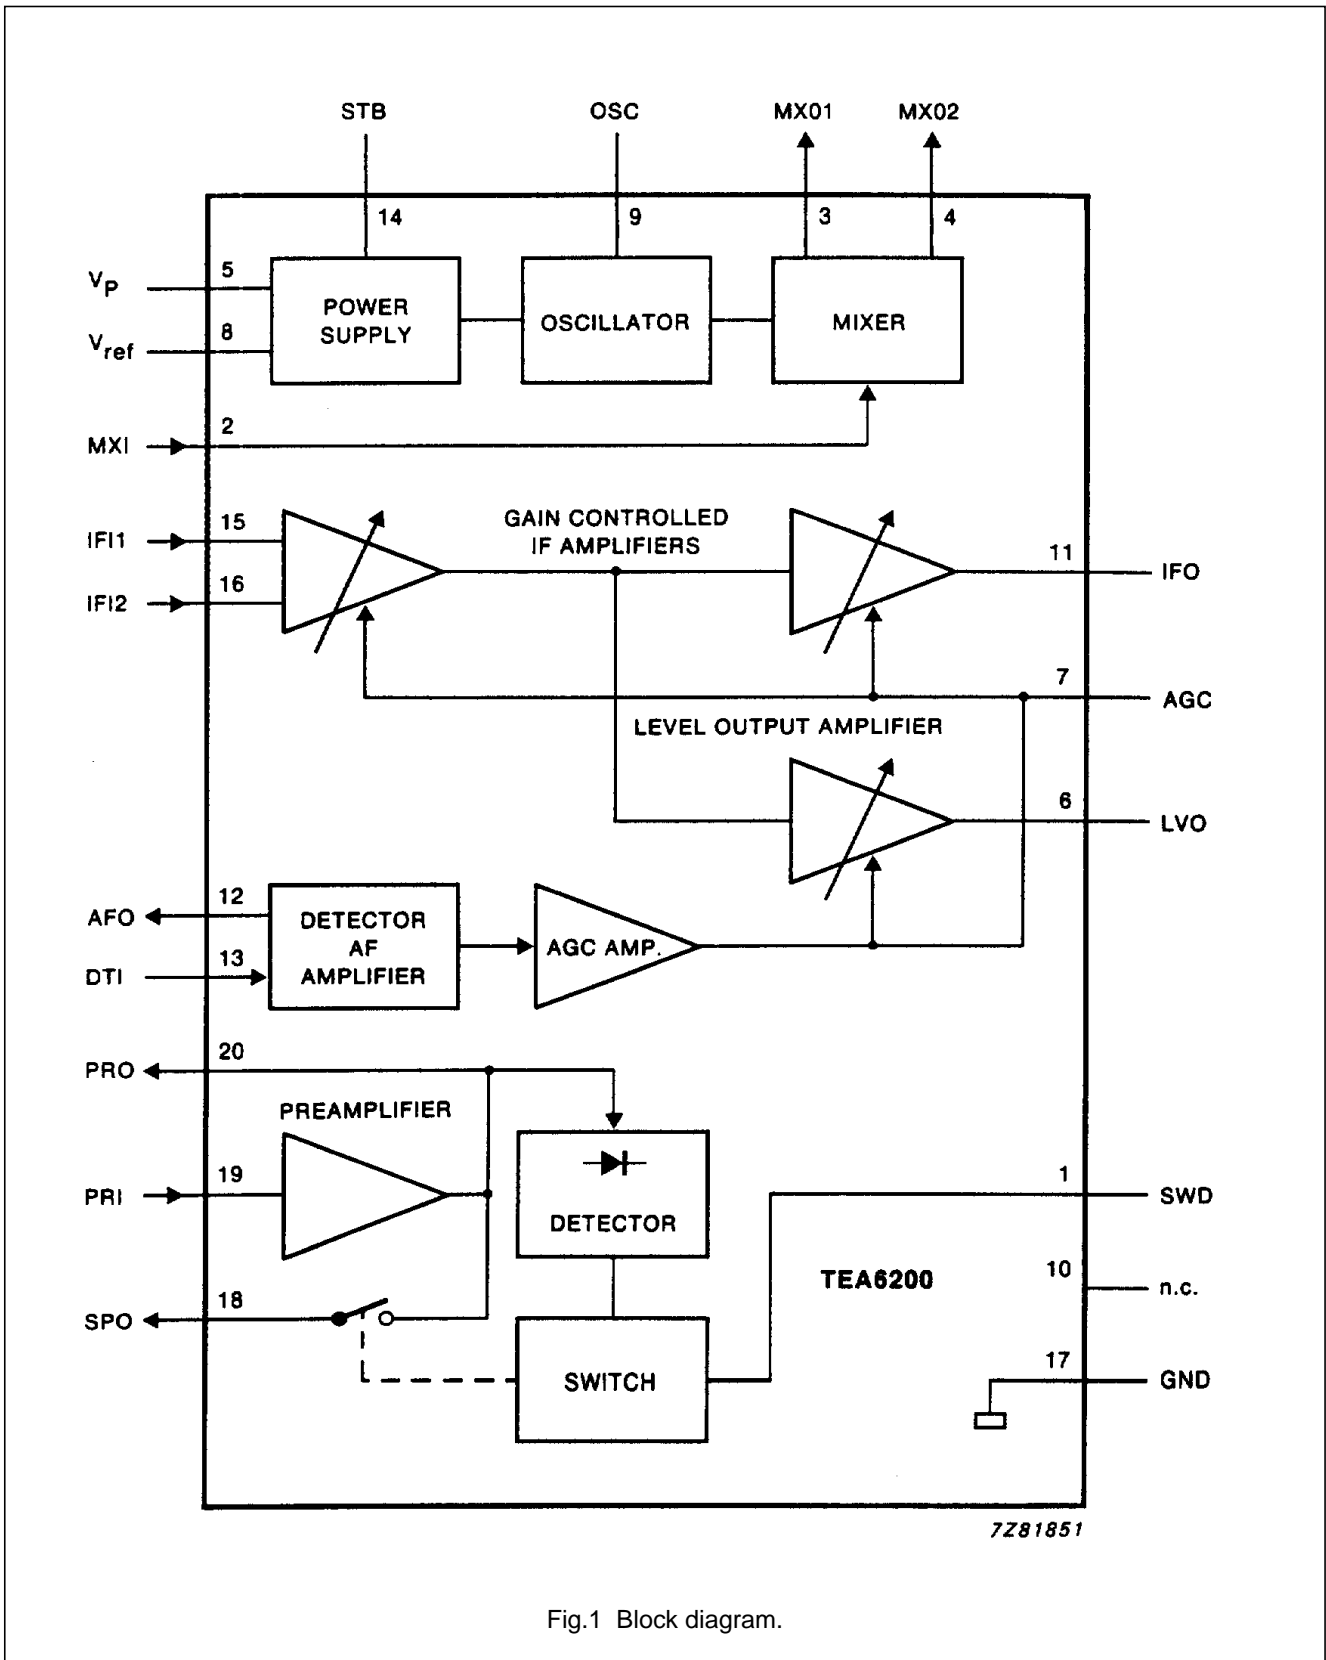 STB OSC MX01 MX02
14 9 3 4
VP 5
POWER
SUPPLY
OSCILLATOR
MIXER
Vref 8
MXI 2
GAIN CONTROLLED
IF AMPLIFIERS
IFI1 15
IFI2 16
11 IFO
7 AGC
LEVEL OUTPUT AMPLIFIER
6 LVO
AFO 12
DTI 13
DETECTOR
AF
AMPLIFIER
AGC AMP.
PRO 20
PREAMPLIFIER
PRI 19
DETECTOR
1 SWD
TEA6200
10 n.c.
SPO 18
SWITCH
17 GND
7Z81851
Fig.1 Block diagram.